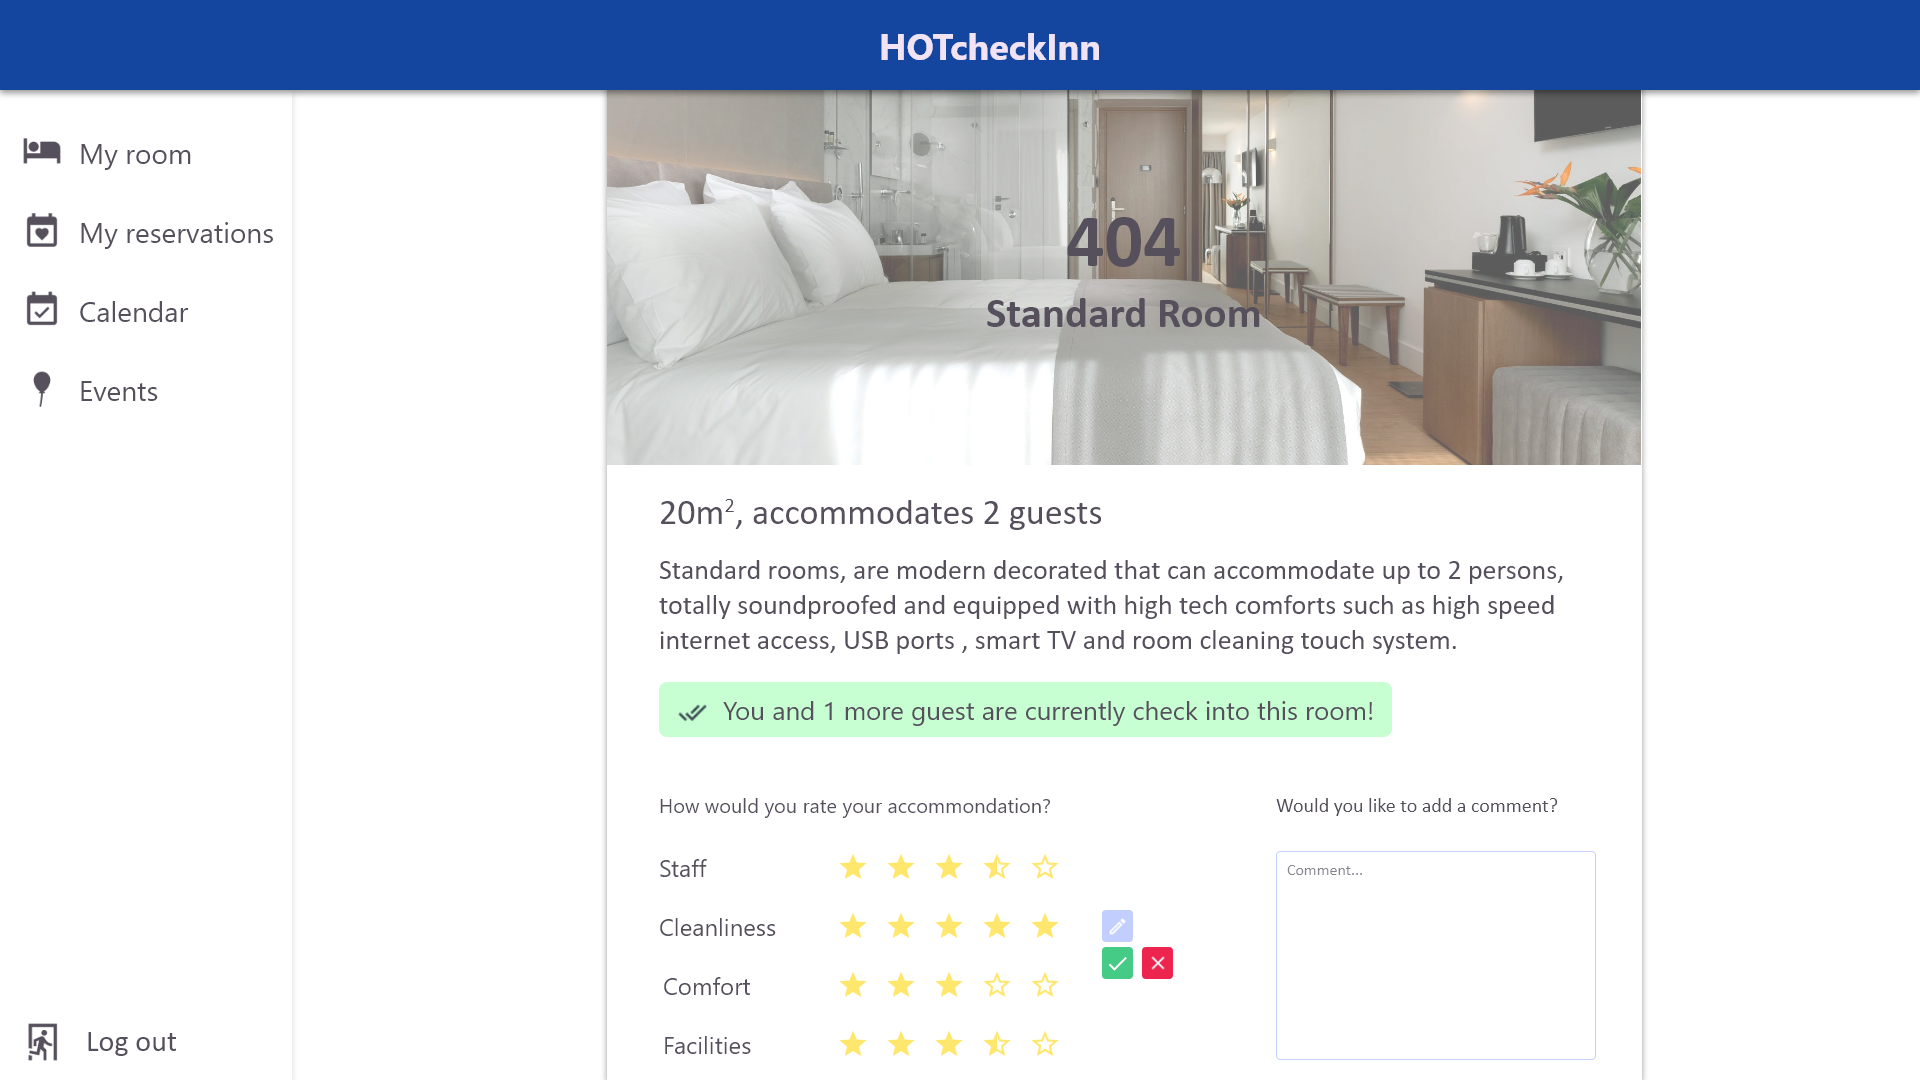 HOTcheckInn
My room
My reservations
Calendar
Events
Log out
404
Standard Room
20m², accommodates 2 guests
Standard rooms, are modern decorated that can accommodate up to 2 persons,
totally soundproofed and equipped with high tech comforts such as high speed
internet access, USB ports , smart TV and room cleaning touch system.
You and 1 more guest are currently check into this room!
How would you rate your accommondation?
Staff
Cleanliness
Comfort
Facilities
Would you like to add a comment?
Comment...